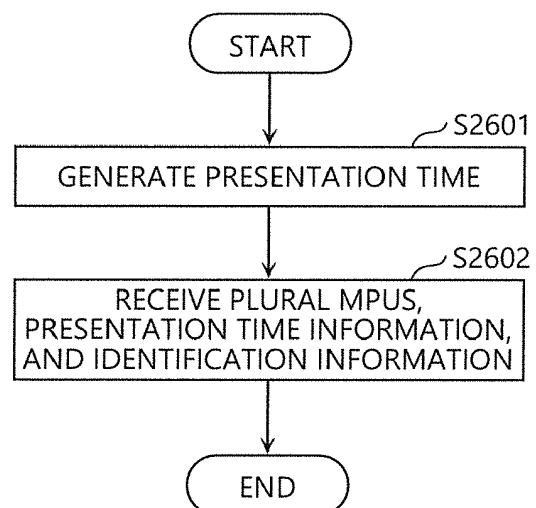 START
S2601
GENERATE PRESENTATION TIME
S2602
RECEIVE PLURAL MPUS,
PRESENTATION TIME INFORMATION,
AND IDENTIFICATION INFORMATION
END